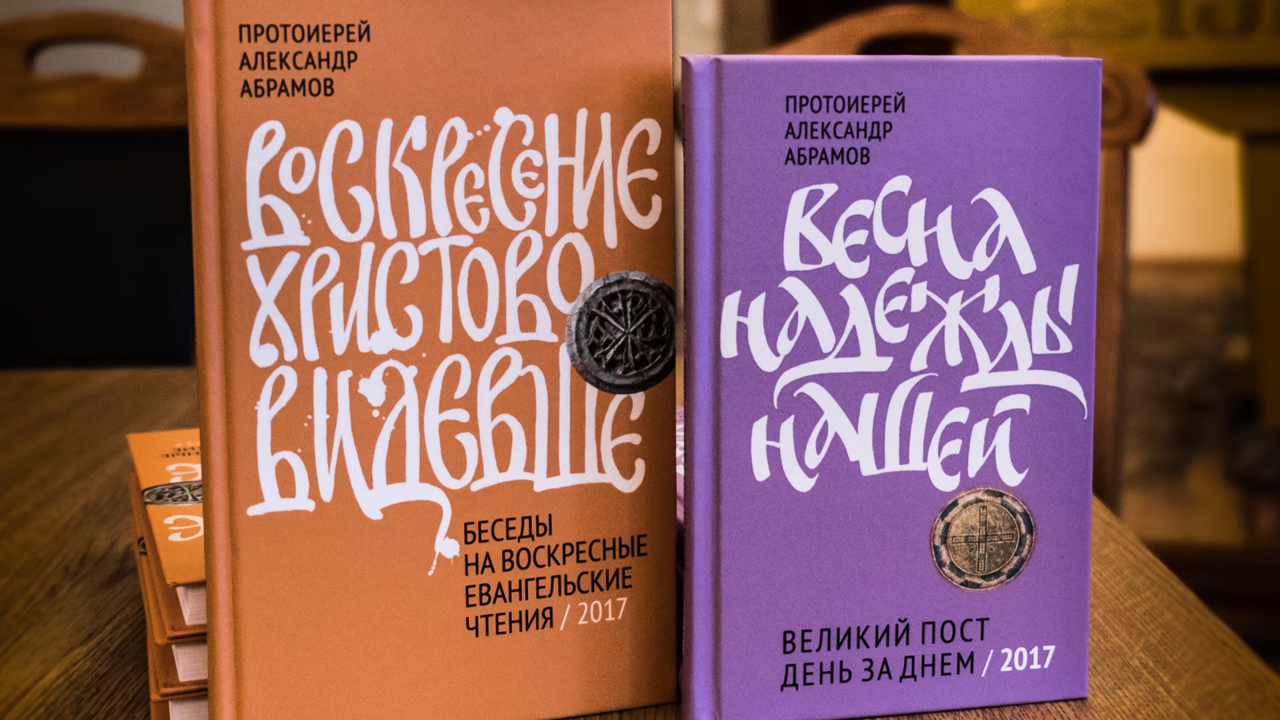 ПРОТОИЕРЕЙ
АЛЕКСАНДР
АБРАМОВ
ВОСКРЕСЕНИЕ
ХРИСТОВО
ВИДЕВШЕ
БЕСЕДЫ
НА ВОСКРЕСНЫЕ
ЕВАНГЕЛЬСКИЕ
ЧТЕНИЯ / 2017
ПРОТОИЕРЕЙ
АЛЕКСАНДР
АБРАМОВ
ВЕСНА
НАДЕЖДЫ
НАШЕЙ
ВЕЛИКИЙ ПОСТ
ДЕНЬ ЗА ДНЕМ / 2017